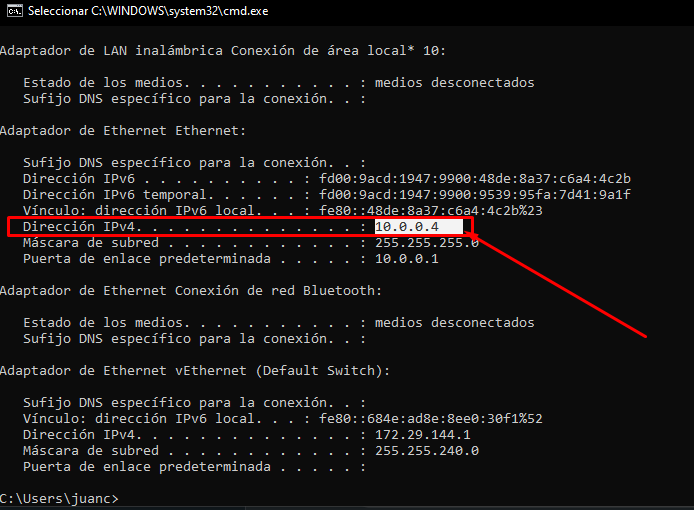 Seleccionar C:\WINDOWS\system32\cmd.exe
Adaptador de LAN inalámbrica Conexión de área local* 10:
Estado de los medios. . . . . . . . . . . : medios desconectados
Sufijo DNS específico para la conexión. . :
Adaptador de Ethernet Ethernet:
Sufijo DNS específico para la conexión. . :
Dirección IPv6 . . . . . . . . . . : fd00:9acd:1947:9900:48de:8a37:c6a4:4c2b
Dirección IPv6 temporal. . . . . . : fd00:9acd:1947:9900:9539:95fa:7d41:9a1f
Vínculo: dirección IPv6 local. . . : fe80::48de:8a37:c6a4:4c2b%23
Dirección IPv4. . . . . . . . . . . . . . : 10.0.0.4
Máscara de subred . . . . . . . . . . . . : 255.255.255.0
Puerta de enlace predeterminada . . . . . : 10.0.0.1
Adaptador de Ethernet Conexión de red Bluetooth:
Estado de los medios. . . . . . . . . . . : medios desconectados
Sufijo DNS específico para la conexión. . :
Adaptador de Ethernet vEthernet (Default Switch):
Sufijo DNS específico para la conexión. . :
Vínculo: dirección IPv6 local. . . : fe80::684e:ad8e:8ee0:30f1%52
Dirección IPv4. . . . . . . . . . . . . . : 172.29.144.1
Máscara de subred . . . . . . . . . . . . : 255.255.240.0
Puerta de enlace predeterminada . . . . . :
C:\Users\juanc>